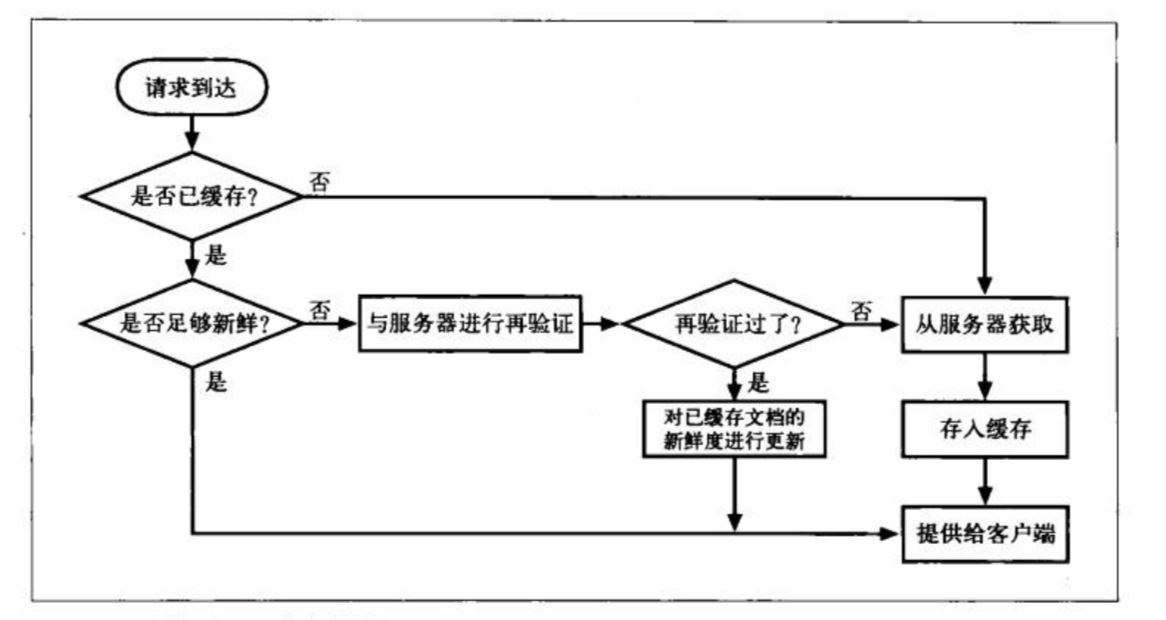 请求到达
是否已缓存？
否
是
是否足够新鲜？
否
与服务器进行再验证
再验证过了？
否
从服务器获取
是
是
对已缓存文档的
新鲜度进行更新
存入缓存
提供给客户端